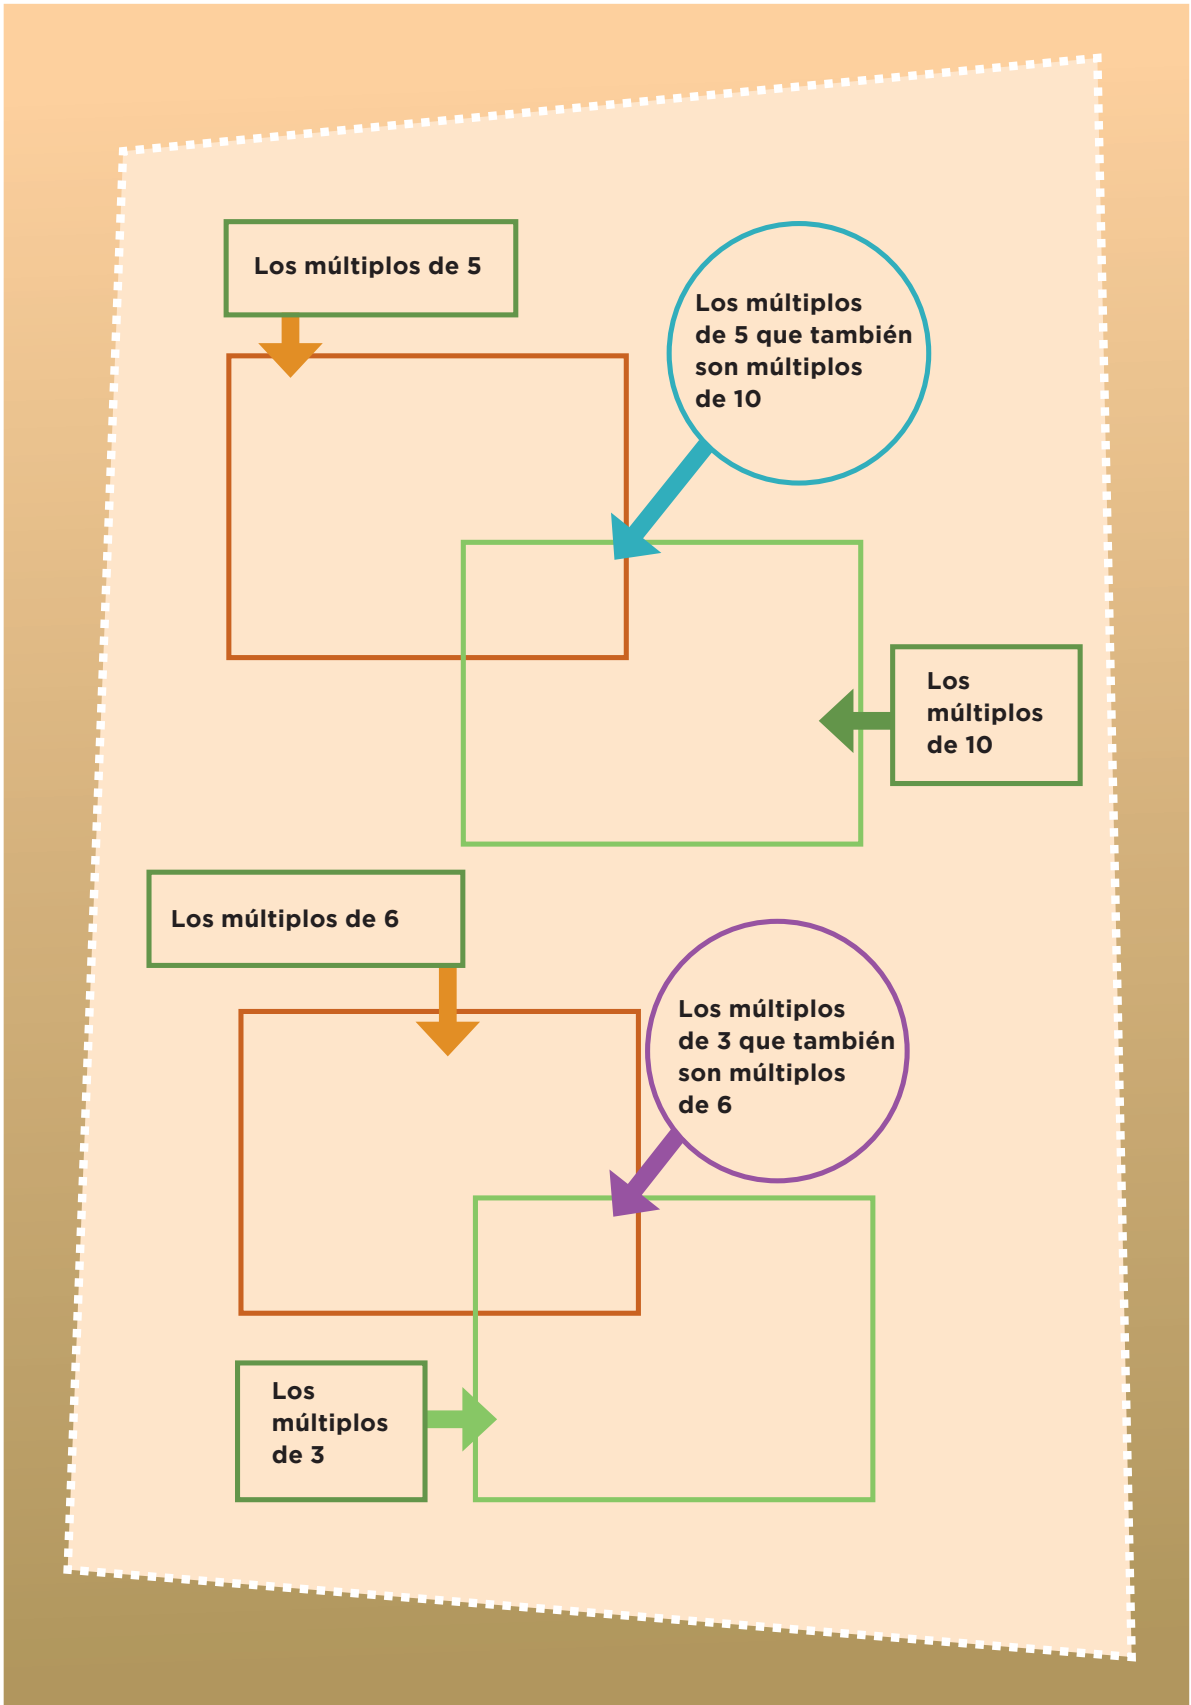 Los múltiplos de 5
Los múltiplos
de 5 que también
son múltiplos
de 10
Los
múltiplos
de 10
Los múltiplos de 6
Los múltiplos
de 3 que también
son múltiplos
de 6
Los
múltiplos
de 3